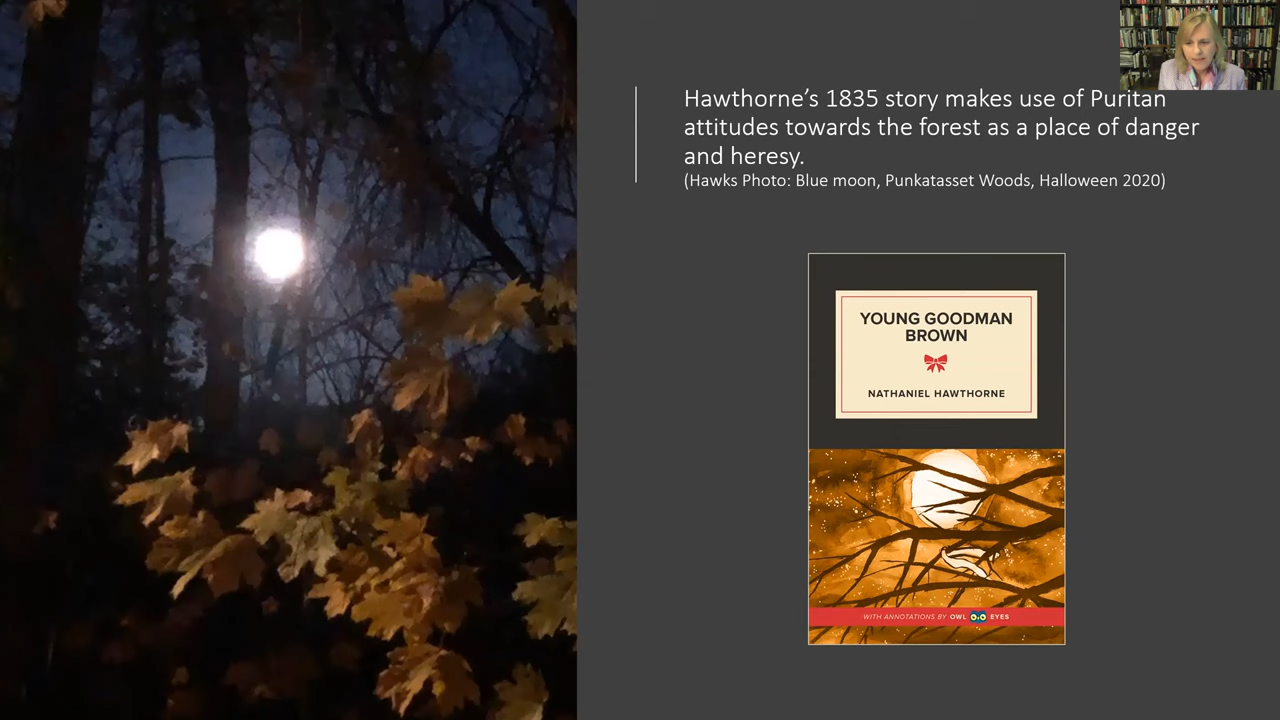 Hawthorne’s 1835 story makes use of Puritan
attitudes towards the forest as a place of danger
and heresy.
(Hawks Photo: Blue moon, Punkatasset Woods, Halloween 2020)
YOUNG GOODMAN
BROWN
NATHANIEL HAWTHORNE
WITH ANNOTATIONS BY OWL EYES